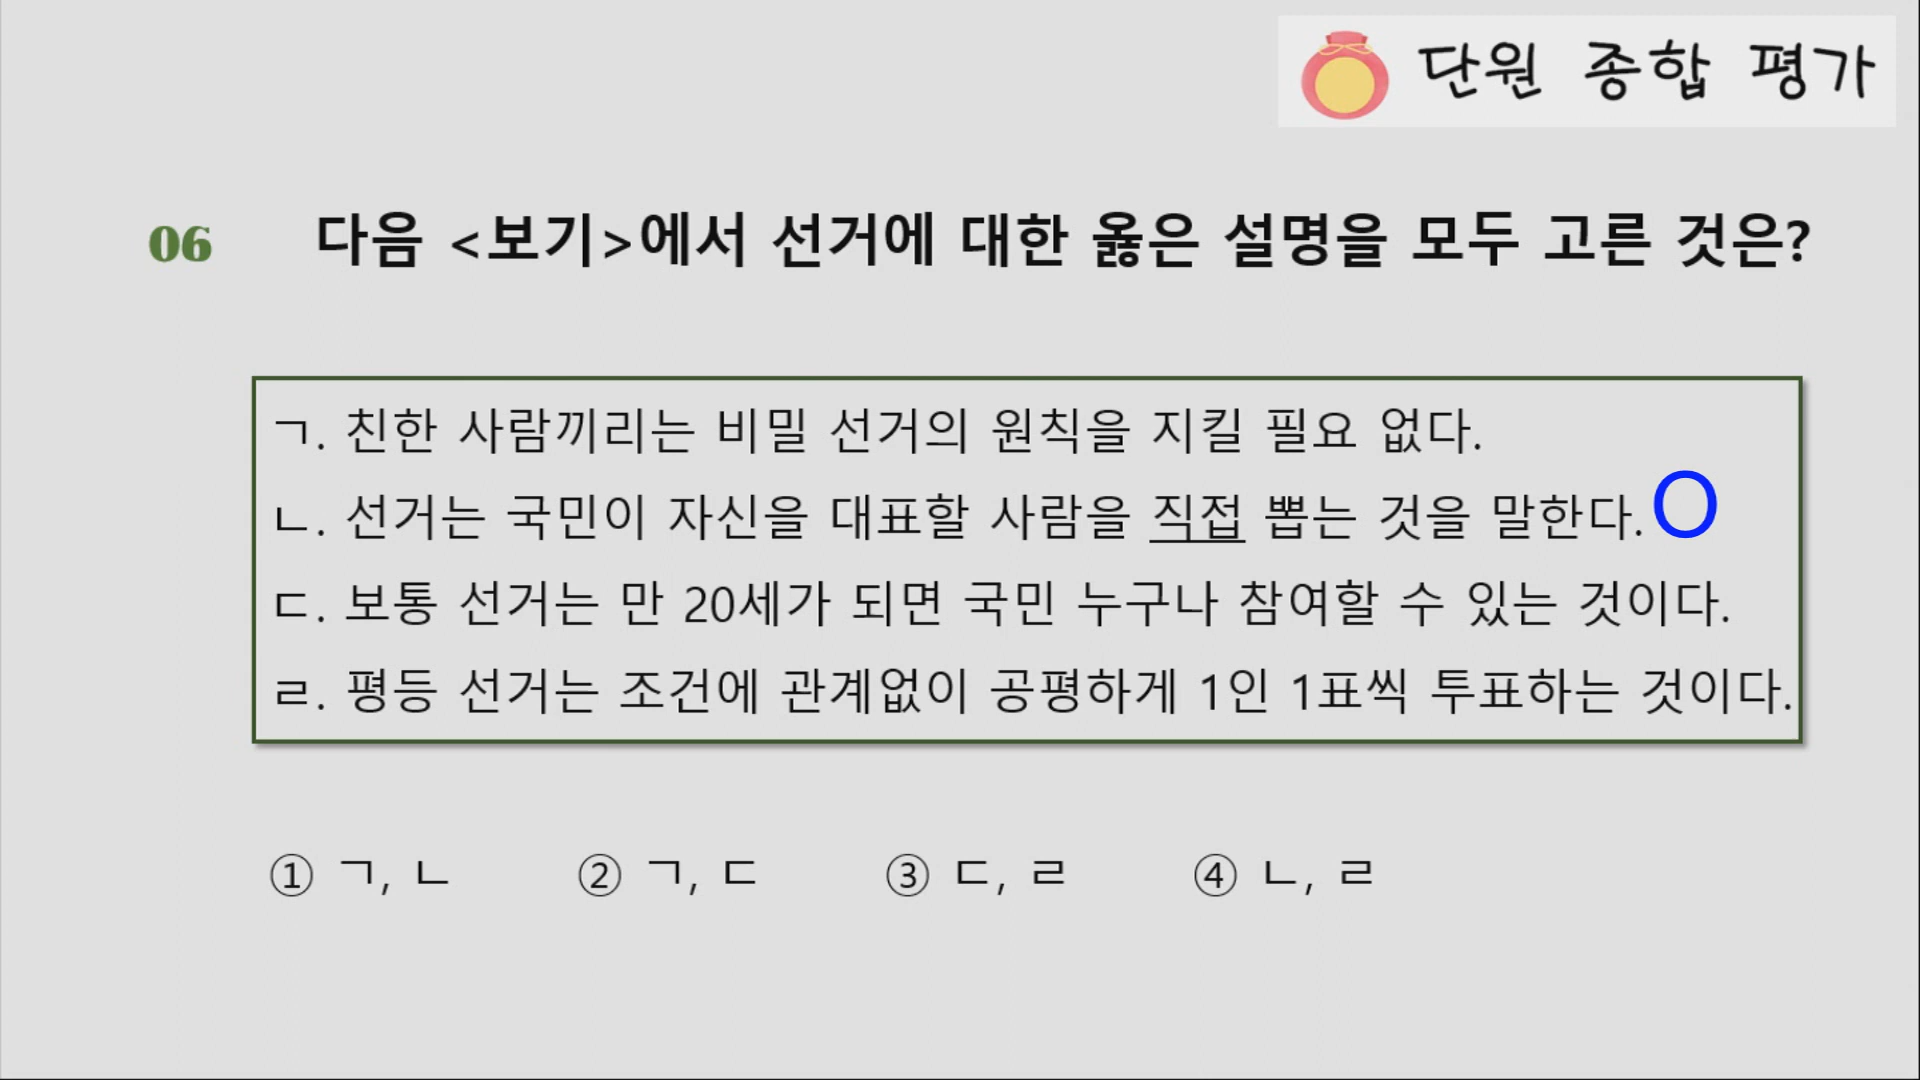 단원 종합 평가
06 다음 <보기>에서 선거에 대한 옳은 설명을 모두 고른 것은?
ㄱ. 친한 사람끼리는 비밀 선거의 원칙을 지킬 필요 없다.
ㄴ. 선거는 국민이 자신을 대표할 사람을 직접 뽑는 것을 말한다. O
ㄷ. 보통 선거는 만 20세가 되면 국민 누구나 참여할 수 있는 것이다.
ㄹ. 평등 선거는 조건에 관계없이 공평하게 1인 1표씩 투표하는 것이다.
① ㄱ, ㄴ ② ㄱ, ㄷ ③ ㄷ, ㄹ ④ ㄴ, ㄹ